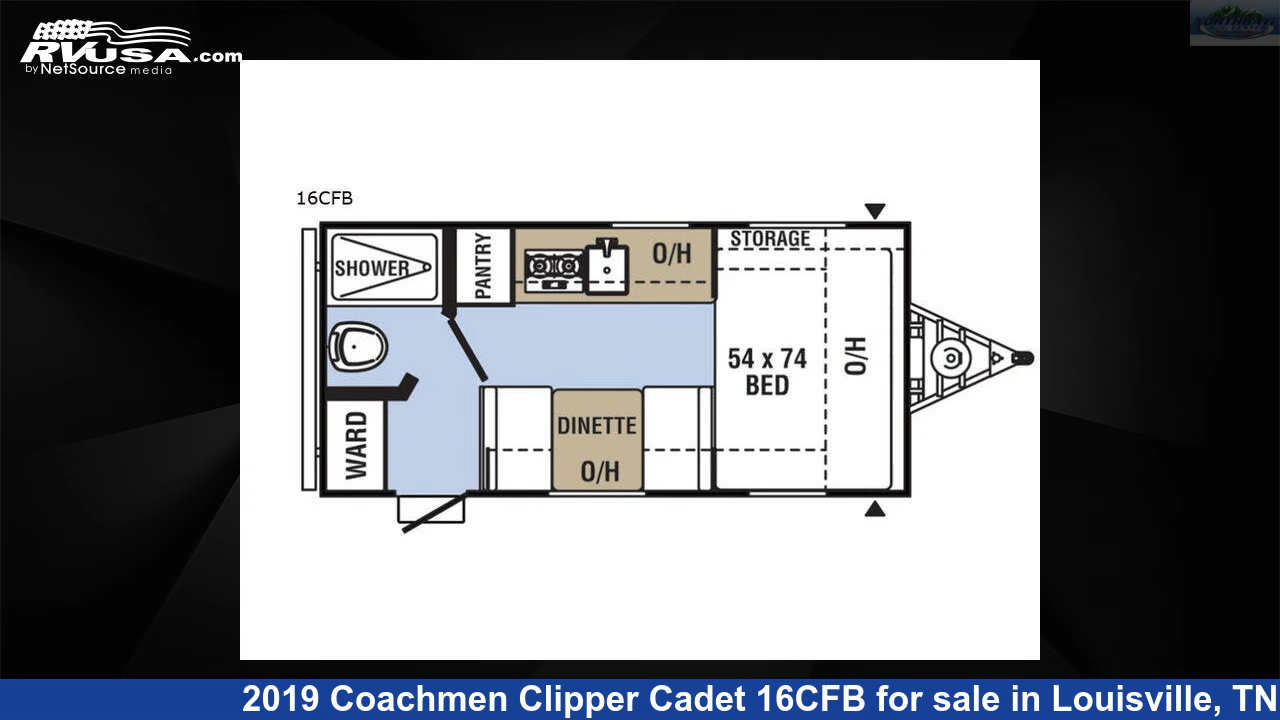 RVUSA.com
by NetSource media
NORTHGATE
16CFB
STORAGE
SHOWER
PANTRY
O/H
54 x 74
BED
O/H
WARD
DINETTE
O/H
2019 Coachmen Clipper Cadet 16CFB for sale in Louisville, TN